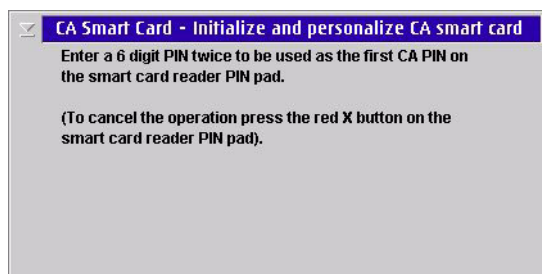 CA Smart Card - Initialize and personalize CA smart card
Enter a 6 digit PIN twice to be used as the first CA PIN on
the smart card reader PIN pad.
(To cancel the operation press the red X button on the
smart card reader PIN pad).